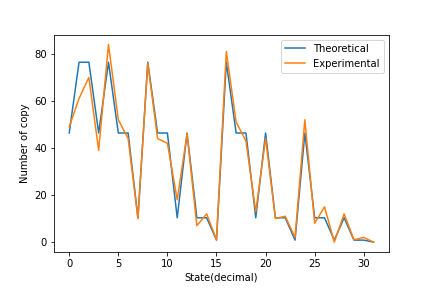 Theoretical
Experimental
80
60
40
20
0
Number of copy
0 5 10 15 20 25 30
State(decimal)